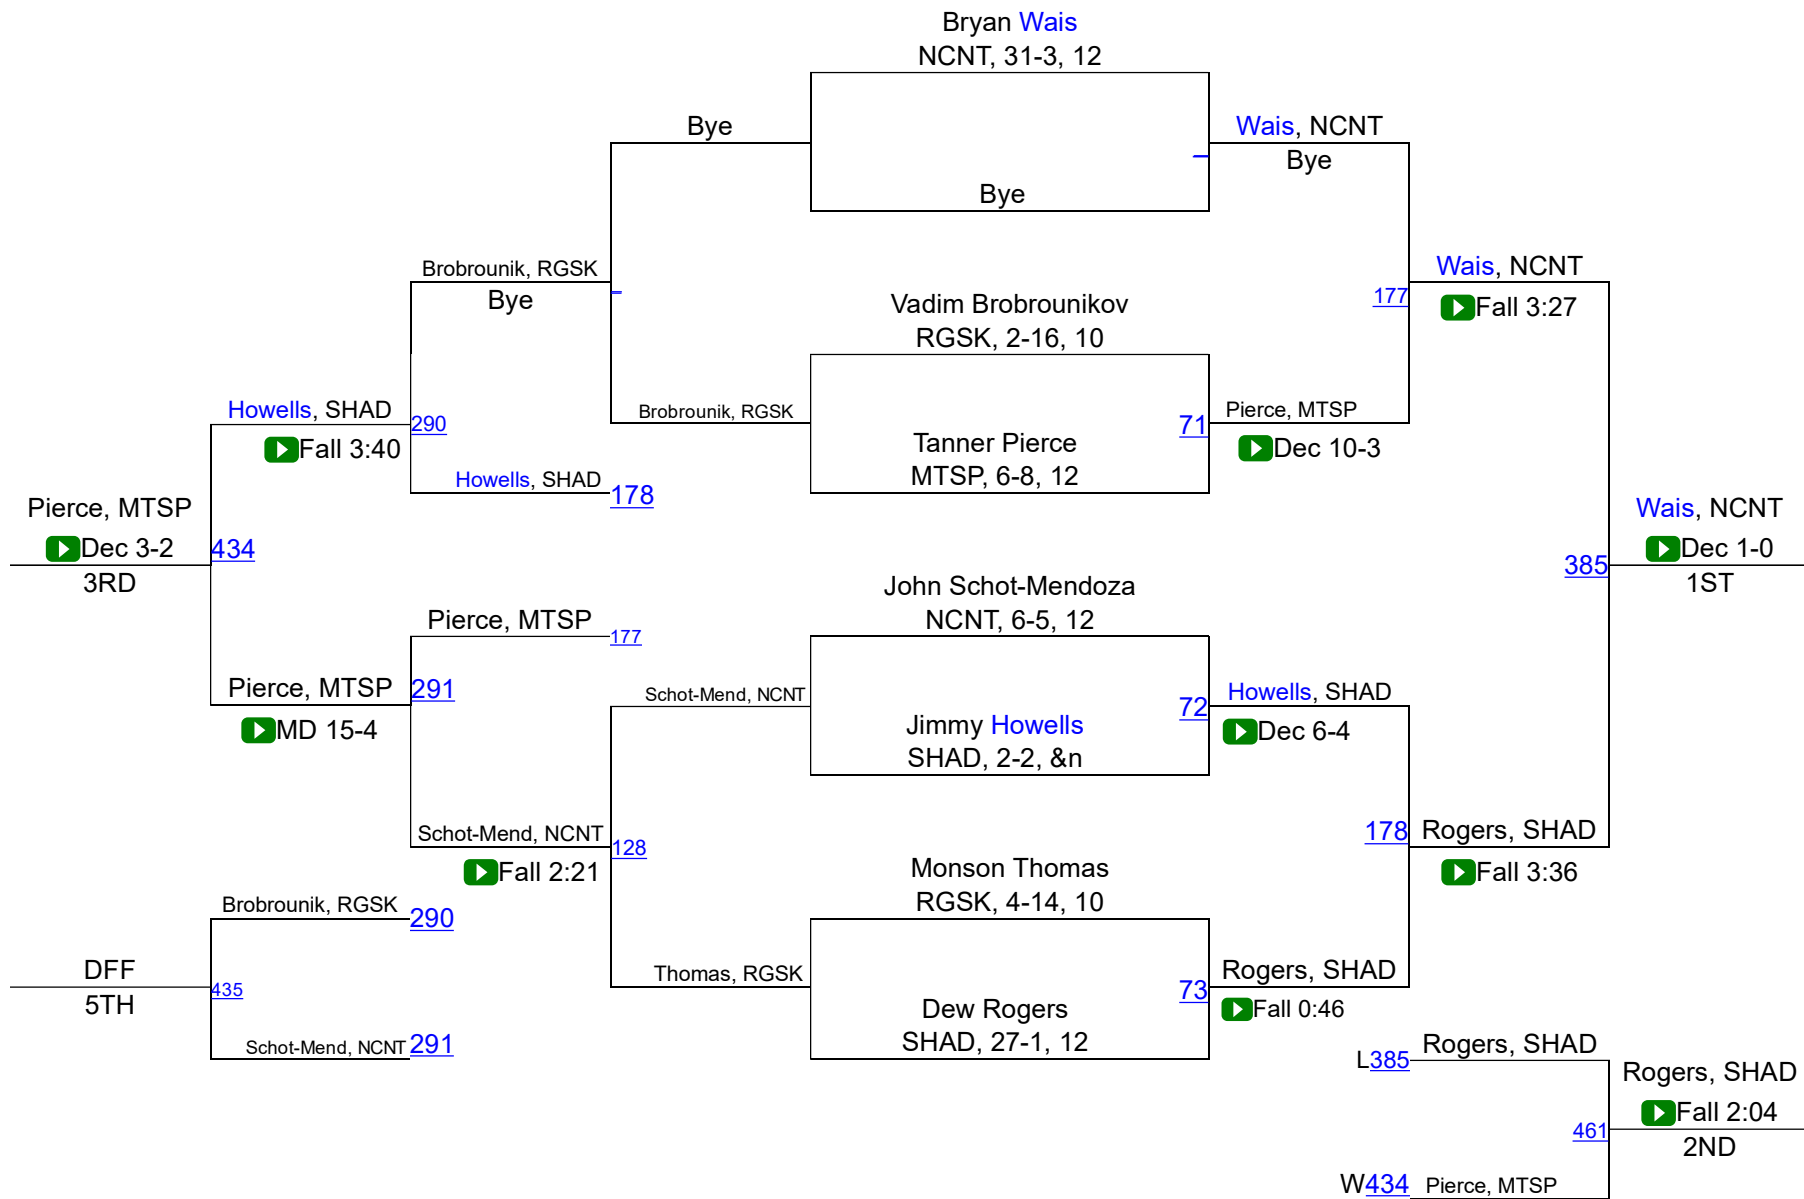 Bryan Wais
NCNT, 31-3, 12
Bye
Wais, NCNT
Bye
Bye
Brobrounik, RGSK
Bye
Wais, NCNT
177
Fall 3:27
Vadim Brobrounikov
RGSK, 2-16, 10
Howells, SHAD
290
Fall 3:40
Brobrounik, RGSK
71
Pierce, MTSP
Dec 10-3
Tanner Pierce
MTSP, 6-8, 12
Howells, SHAD
178
Pierce, MTSP
Dec 3-2
434
3RD
Wais, NCNT
Dec 1-0
385
1ST
John Schot-Mendoza
NCNT, 6-5, 12
Pierce, MTSP
177
Pierce, MTSP
291
MD 15-4
Schot-Mend, NCNT
72
Howells, SHAD
Dec 6-4
Jimmy Howells
SHAD, 2-2, &n
Schot-Mend, NCNT
128
Fall 2:21
178
Rogers, SHAD
Fall 3:36
Monson Thomas
RGSK, 4-14, 10
Brobrounik, RGSK
290
DFF
435
5TH
Thomas, RGSK
73
Rogers, SHAD
Fall 0:46
Dew Rogers
SHAD, 27-1, 12
Schot-Mend, NCNT
291
L385
Rogers, SHAD
Rogers, SHAD
Fall 2:04
461
2ND
W434
Pierce, MTSP